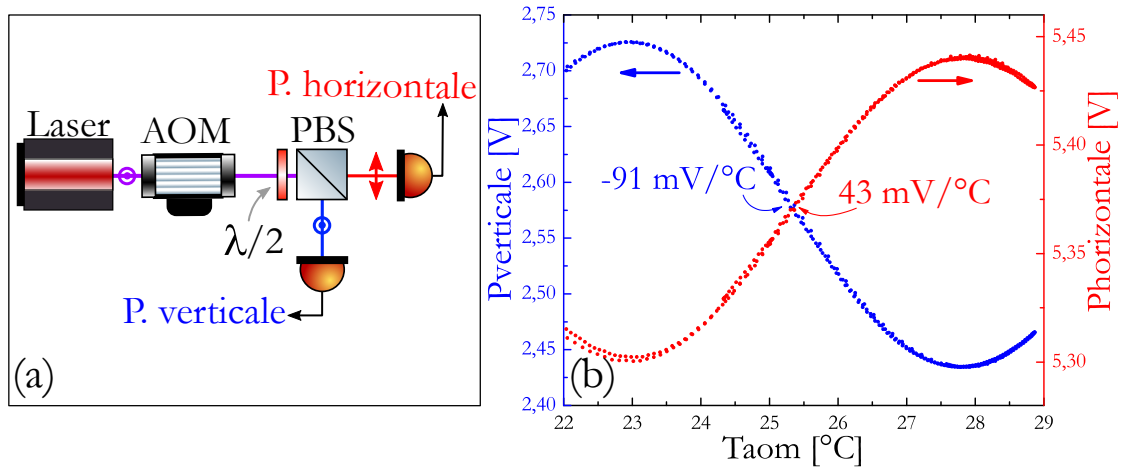 P. horizontale
Laser
AOM
PBS
λ/2
P. verticale
(a)
Pverticale [V]
2,75
2,70
2,65
2,60
2,55
2,50
2,45
2,40
-91 mV/°C
43 mV/°C
(b)
22 23 24 25 26 27 28 29
Taom [°C]
5,45
5,40
5,35
5,30
Phorizontale [V]